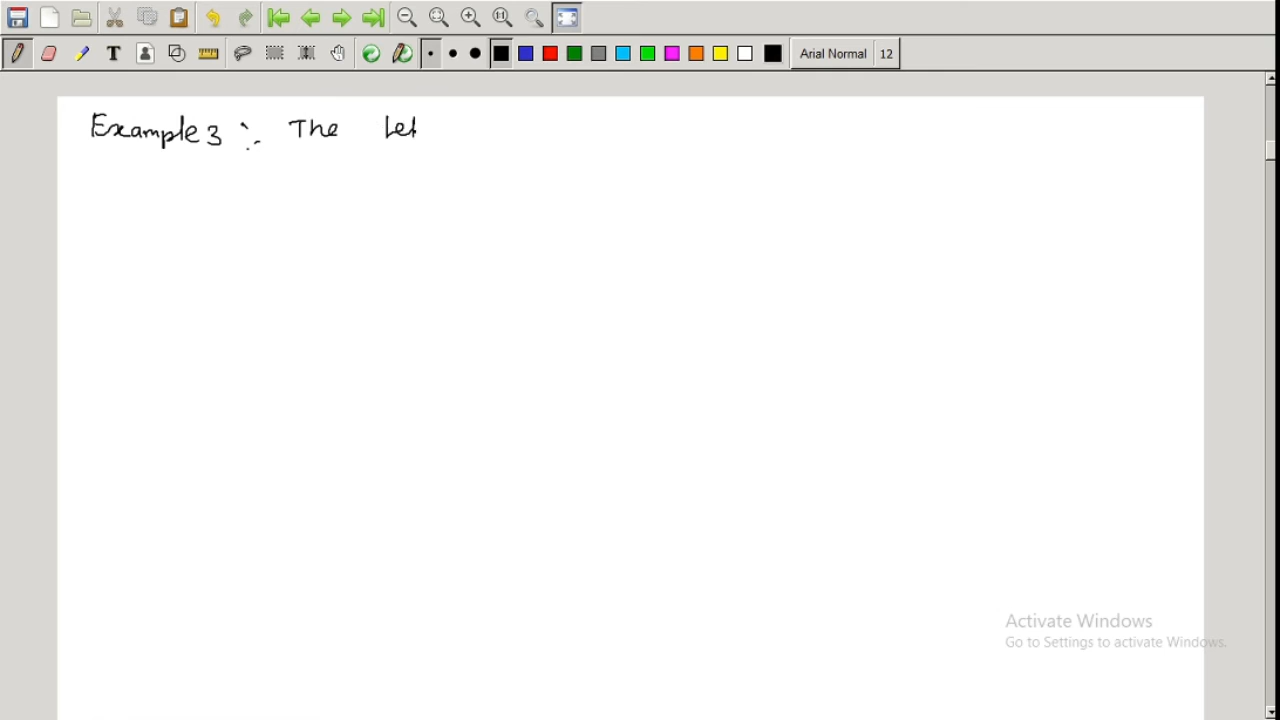 Arial Normal 12
Example 3 :- The Let
Activate Windows
Go to Settings to activate Windows.